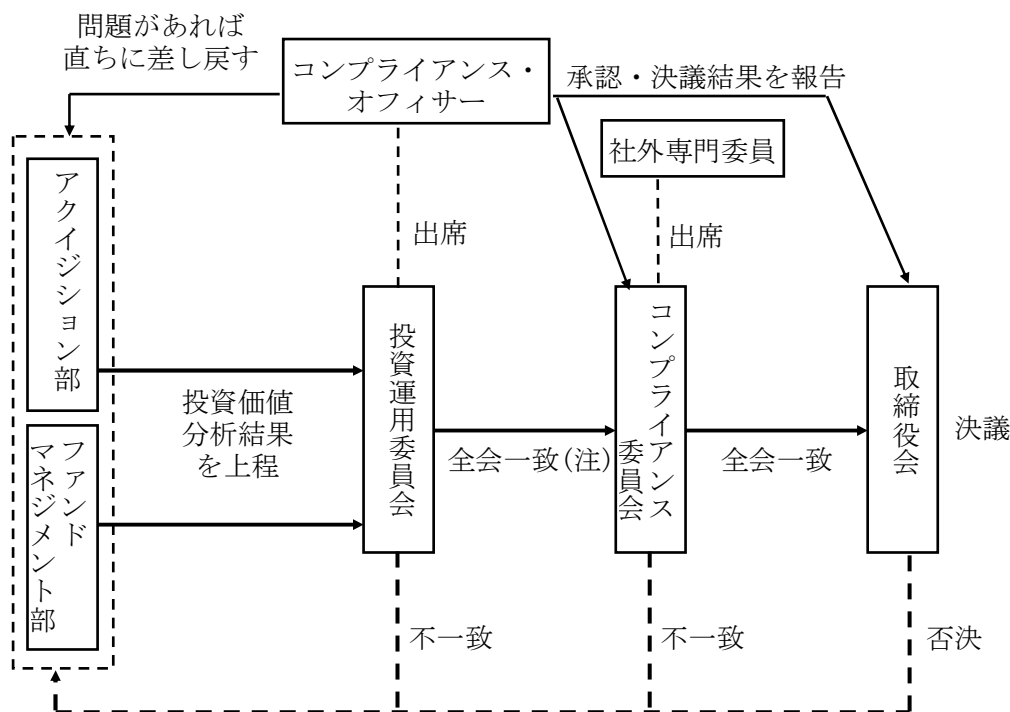 問題があれば
直ちに差し戻す
コンプライアンス・
オフィサー
承認・決議結果を報告
社外専門委員
出席
出席
アクイジション部
ファンド
マネジメント部
投資価値
分析結果
を上程
投資運用委員会
全会一致(注)
コンプライアンス
委員会
全会一致
取締役会
決議
不一致
不一致
否決